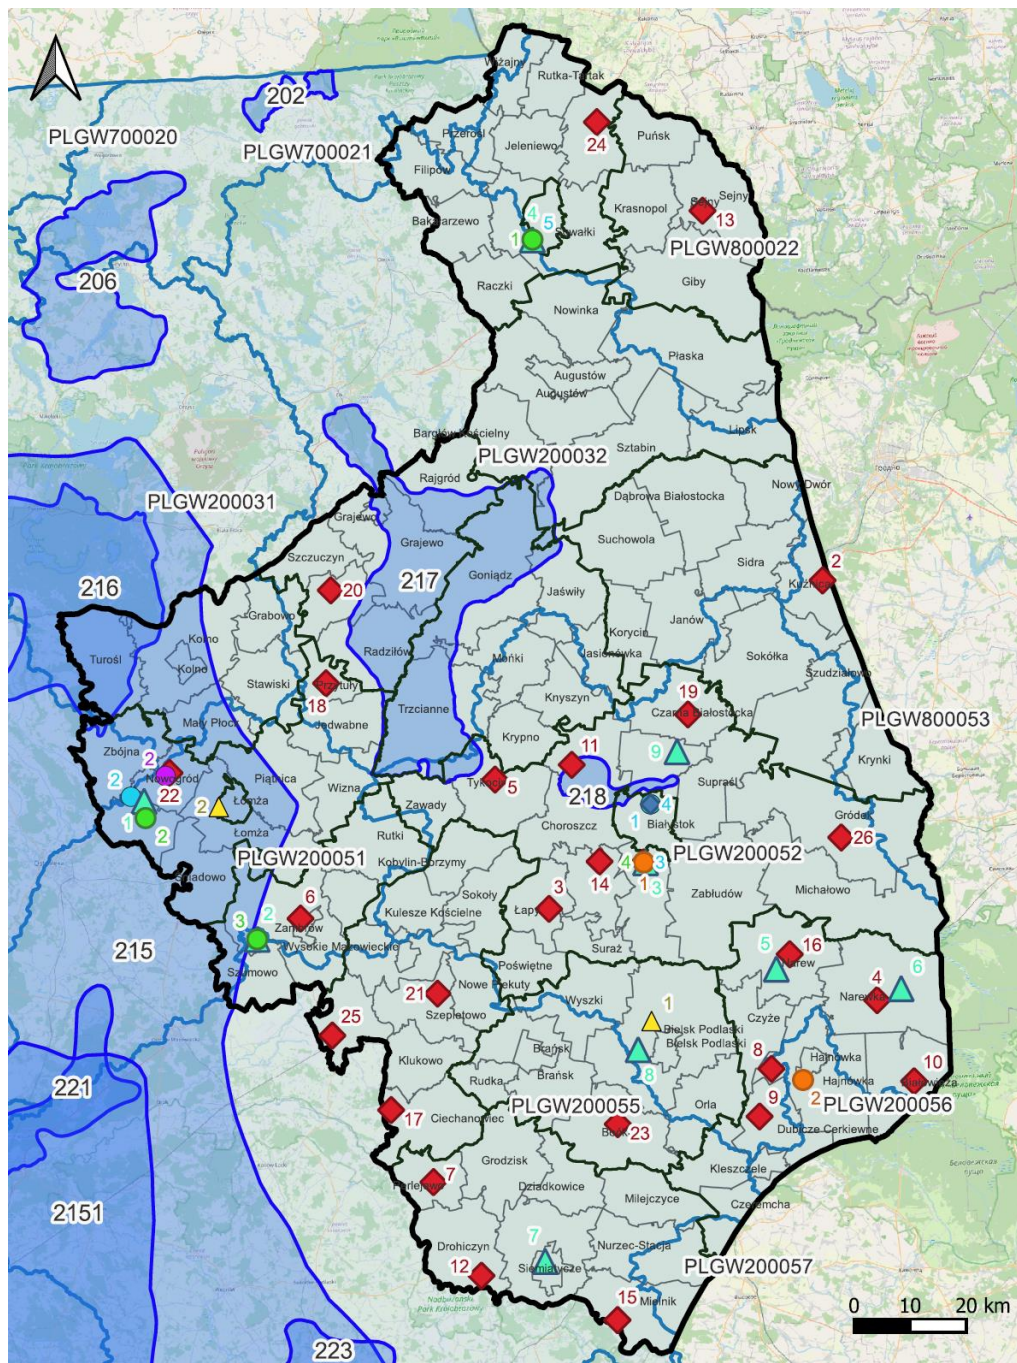 Wiżajny
Rutka-Tartak
202
24
PLGW700020
Przerośl
Puńsk
PLGW700021
Jeleniewo
Filipów
Sejny
Krasnopol
Sejny
13
Bakałarzewo
4
5
1
Suwałki
PLGW800022
206
Raczki
Giby
Nowinka
Płaska
Augustów
Augustów
Bargłów Kościelny
Lipsk
Sztabin
PLGW200032
Rajgród
Nowy Dwór
PLGW200031
Dąbrowa Białostocka
Grajewo
Suchowola
Grajewo
Szczuczyn
Sidra
2
217
Goniądz
Kuźnica
216
20
Jaświły
Grabowo
Janów
Korycin
Kolno
Radziłów
Jasionówka
Sokółka
Turośl
Kolno
Mońki
Szudziałowo
Stawiski
Przytuły
Knyszyn
18
19
Trzcianne
Czarna Białostocka
Mały Płock
Jedwabne
PLGW800053
Zbójna
Krypno
11
9
2
Nowogród
Piątnica
Krynki
2
22
Wizna
Tykocin
5
Supraśl
218
2
Łomża
Zawady
4
1
Białystok
1
2
Łomża
Rutki
Choroszcz
Gródek
26
PLGW200051
Kobylin-Borzymy
PLGW200052
4
3
14
1
3
Śniadowo
Sokoły
Zabłudów
Michałowo
6
3
Kulesze Kościelne
Łapy
3
2
Zambrów
215
Wysokie Mazowieckie
Suraż
5
16
Szumowo
Poświętne
Narew
6
Nowe Piekuty
4
21
Wyszki
1
Narewka
Szepietowo
25
Czyże
Bielsk Podlaski
Brańsk
Bielsk Podlaski
8
Hajnówka
10
Klukowo
8
Brańsk
Hajnówka
Białowieża
221
Rudka
2
17
Ciechanowiec
PLGW200055
Orla
9
PLGW200056
Boćki
23
Dubicze Cerkiewne
Grodzisk
Kleszczele
7
Perlejewo
Dziadkowice
Milejczyce
Czeremcha
2151
7
Drohiczyn
Nurzec-Stacja
12
Siemiatycze
PLGW200057
15
Mielnik
0 10 20 km
223